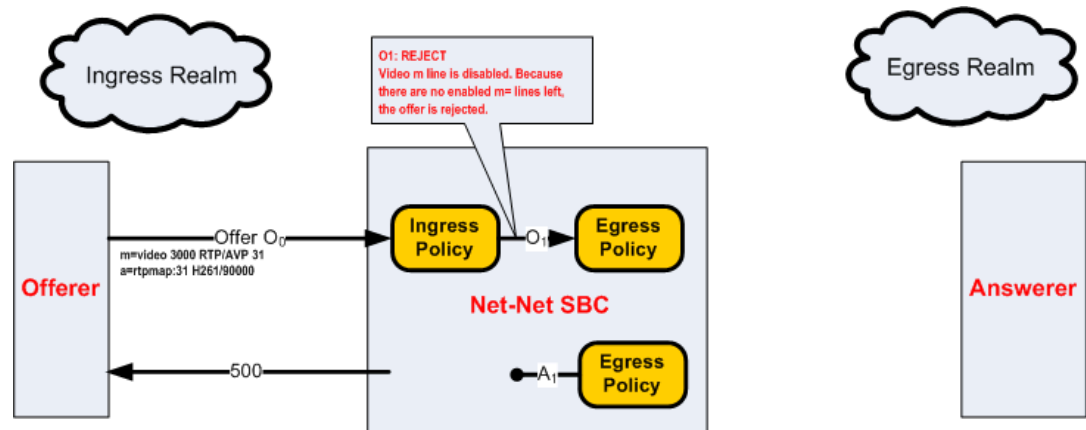 Ingress Realm
Egress Realm
O1: REJECT
Video m line is disabled. Because
there are no enabled m= lines left,
the offer is rejected.
Offerer
Offer O0
m=video 3000 RTP/AVP 31
a=rtpmap:31 H261/90000
Ingress
Policy
O1
Egress
Policy
Net-Net SBC
Answerer
500
A1
Egress
Policy